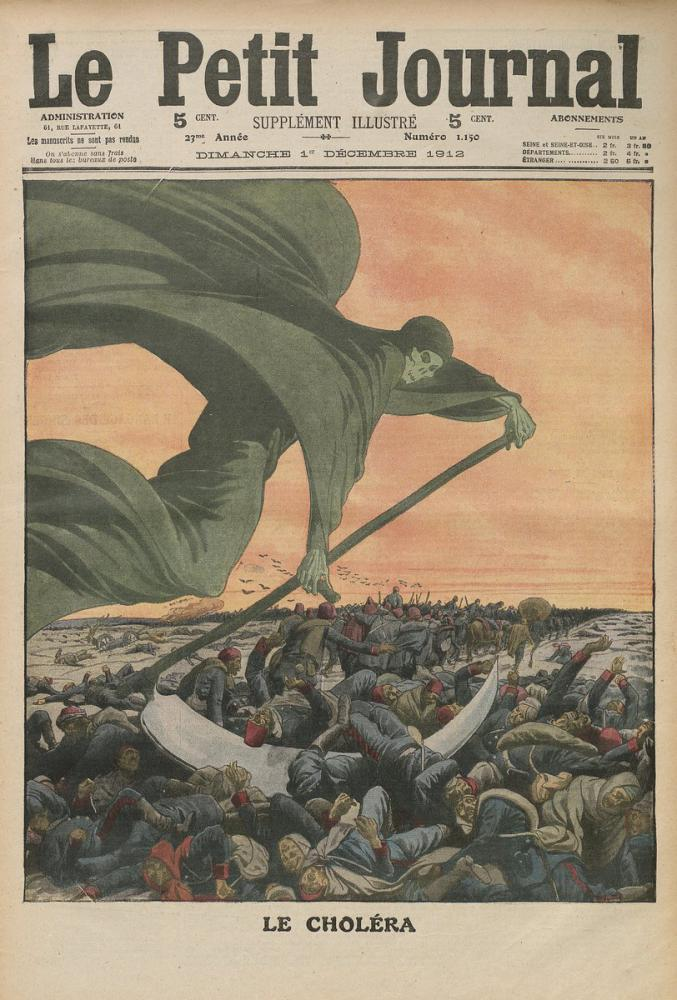 Le Petit Journal
ADMINISTRATION
61, RUE LAFAYETTE, 61
Les manuscrits ne sont pas rendus
On s'abonne sans frais
dans tous les bureaux de poste
5 CENT.
SUPPLÉMENT ILLUSTRÉ
5 CENT.
23me Année
Numéro 1.150
DIMANCHE 1er DÉCEMBRE 1912
ABONNEMENTS
SIX MOIS UN AN
SEINE et SEINE-ET-OISE.. 2 fr. 3 fr. 50
DÉPARTEMENTS.......... 2 fr. 4 fr. »
ÉTRANGER ............ 2 50 5 fr. »
LE CHOLÉRA